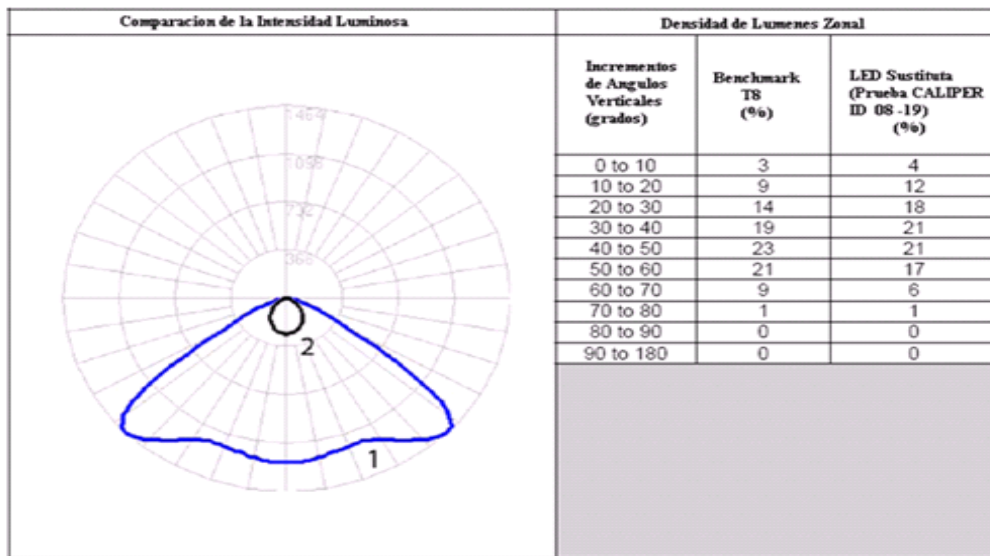 Comparacion de la Intensidad Luminosa
Densidad de Lumenes Zonal
Incrementos
de Angulos
Verticales
(grados)
Benchmark
T8
(%)
LED Sustituta
(Prueba CALIPER
ID 08 -19)
(%)
0 to 10 3 4
10 to 20 9 12
20 to 30 14 18
30 to 40 19 21
40 to 50 23 21
50 to 60 21 17
60 to 70 9 6
70 to 80 1 1
80 to 90 0 0
90 to 180 0 0
1464
1098
732
366
2
1